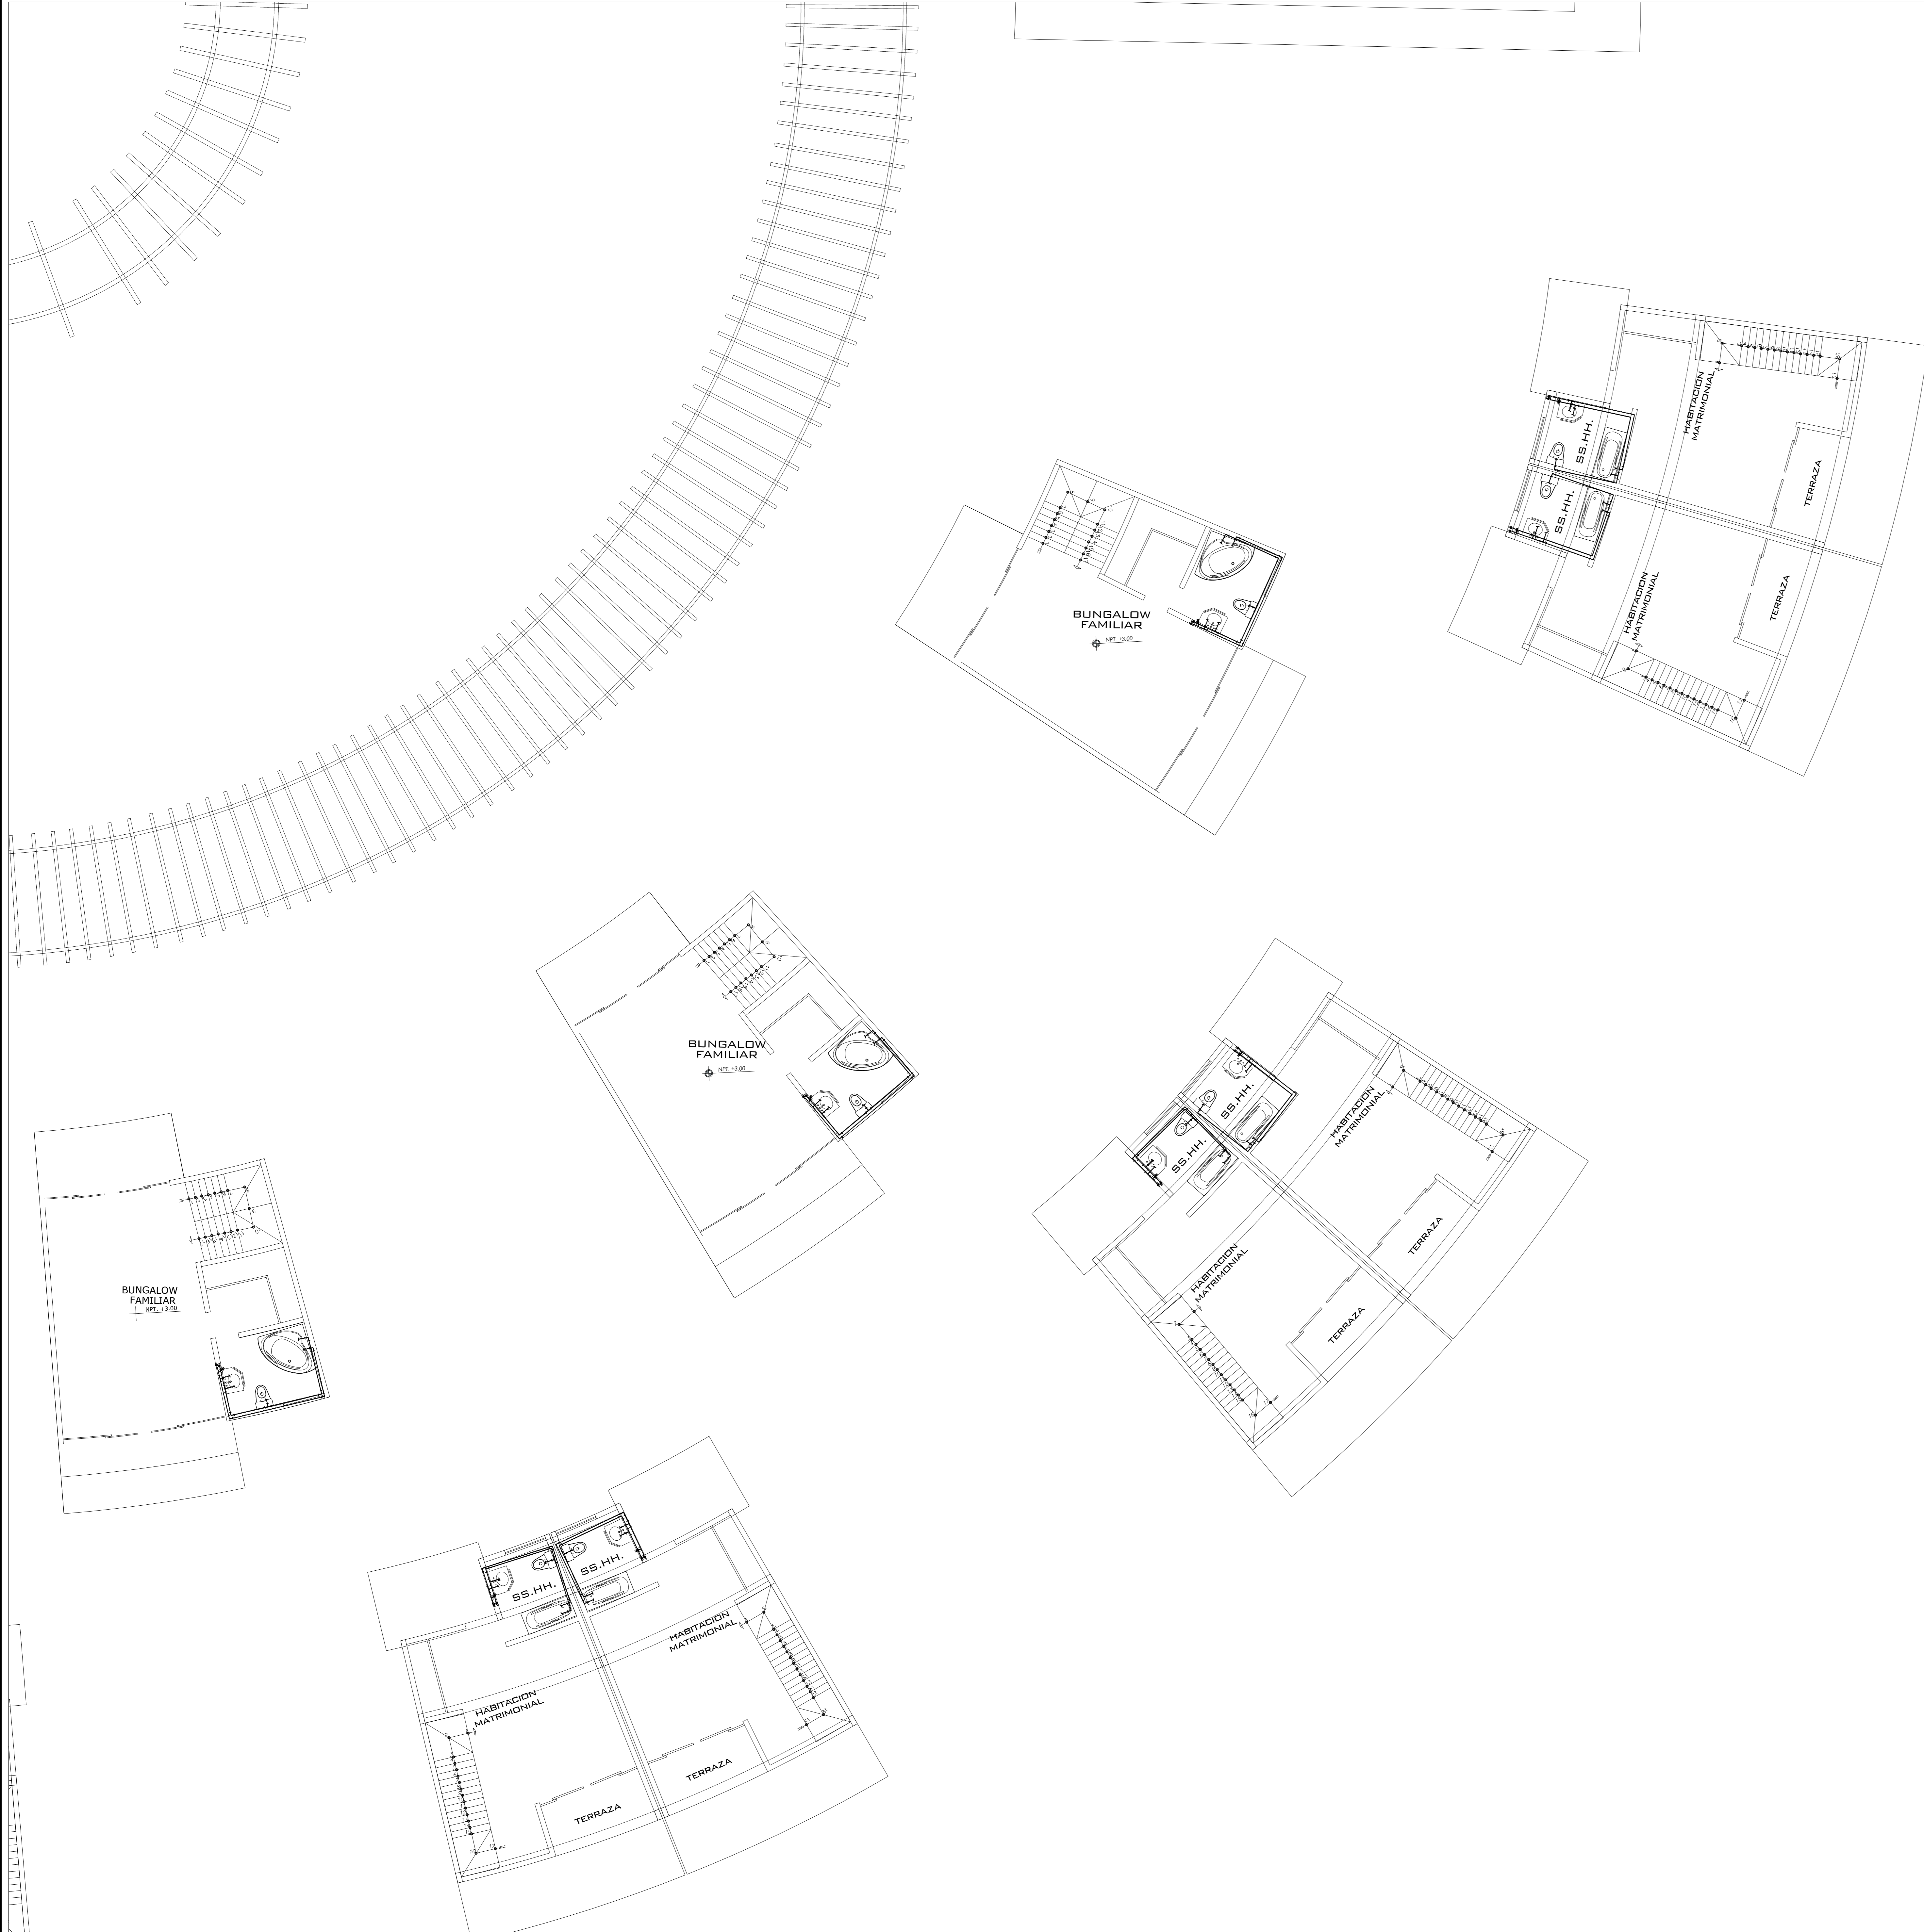 HABITACION
MATRIMONIAL
SS.HH.
TERRAZA
SS.HH.
HABITACION
MATRIMONIAL
TERRAZA
BUNGALOW
FAMILIAR
NPT. +3.00
BUNGALOW
FAMILIAR
NPT. +3.00
SS.HH.
HABITACION
MATRIMONIAL
SS.HH.
TERRAZA
HABITACION
MATRIMONIAL
TERRAZA
BUNGALOW
FAMILIAR
NPT. +3.00
SS.HH.
SS.HH.
HABITACION
MATRIMONIAL
HABITACION
MATRIMONIAL
TERRAZA
TERRAZA